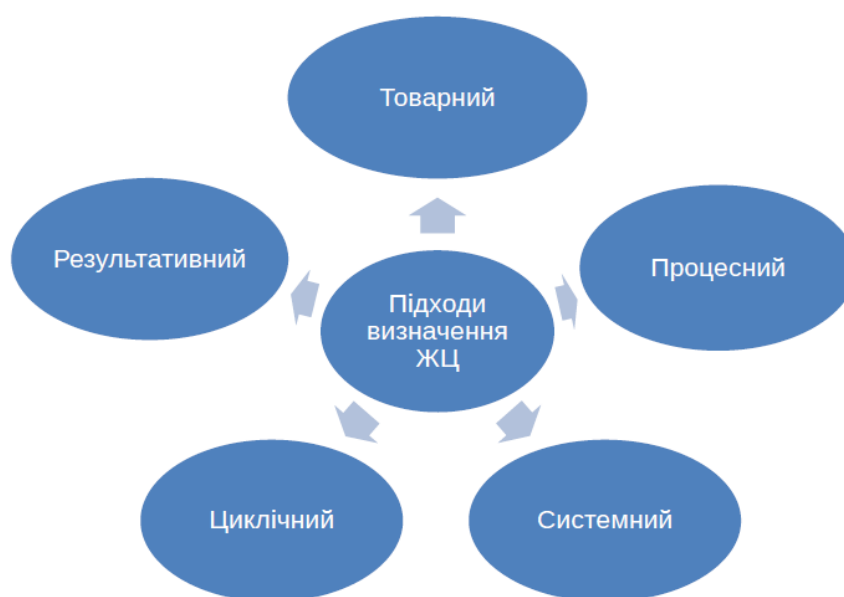 Товарний
Результативний
Процесний
Підходи
визначення
ЖЦ
Циклічний
Системний